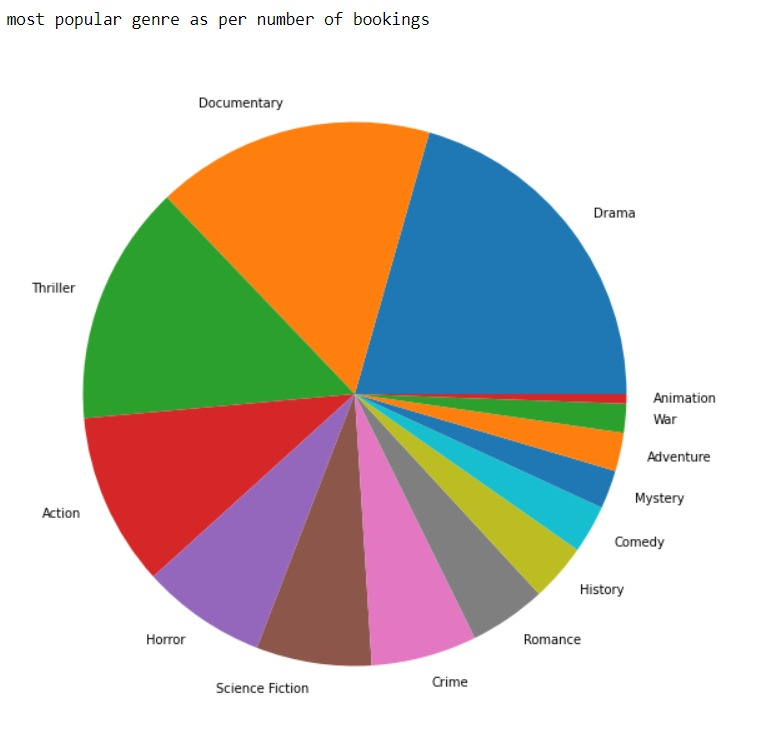 most popular genre as per number of bookings
Documentary
Drama
Thriller
Animation
War
Adventure
Mystery
Action
Comedy
History
Horror
Romance
Crime
Science Fiction